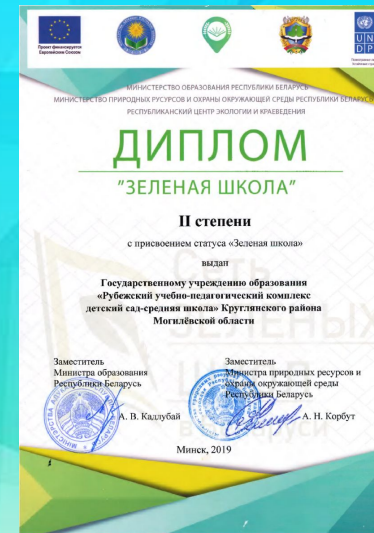 Проект финансируется
Европейским Союзом
U N
D P
МИНИСТЕРСТВО ОБРАЗОВАНИЯ РЕСПУБЛИКИ БЕЛАРУСЬ
МИНИСТЕРСТВО ПРИРОДНЫХ РУСУРСОВ И ОХРАНЫ ОКРУЖАЮЩЕЙ СРЕДЫ РЕСПУБЛИКИ БЕЛАРУСЬ
РЕСПУБЛИКАНСКИЙ ЦЕНТР ЭКОЛОГИИ И КРАЕВЕДЕНИЯ
ДИПЛОМ
"ЗЕЛЕНАЯ ШКОЛА"
II степени
с присвоением статуса «Зеленая школа»
выдан
Государственному учреждению образования
«Рубежский учебно-педагогический комплекс
детский сад-средняя школа» Круглянского района
Могилёвской области
Заместитель
Министра образования
Республики Беларусь
А. В. Кадлубай
Заместитель
Министра природных ресурсов и
охраны окружающей среды
Республики Беларусь
А. Н. Корбут
Минск, 2019